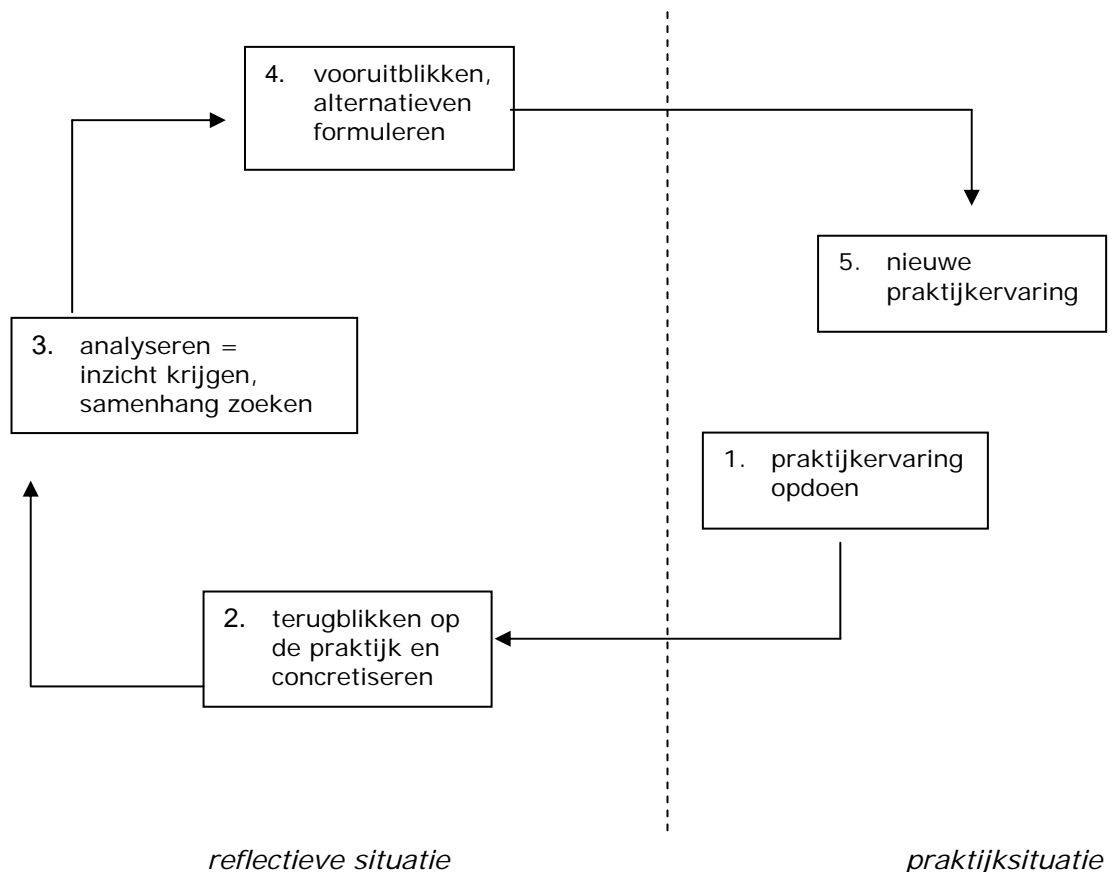 4. vooruitblikken,
alternatieven
formuleren
5. nieuwe
praktijkervaring
3. analyseren =
inzicht krijgen,
samenhang zoeken
1. praktijkervaring
opdoen
2. terugblikken op
de praktijk en
concretiseren
reflectieve situatie
praktijksituatie